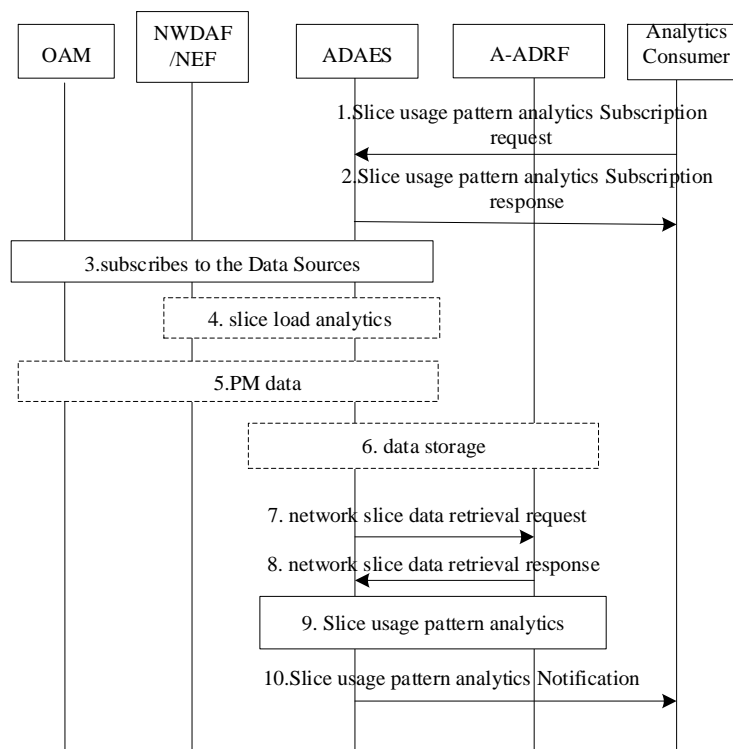 OAM
NWDAF
/NEF
ADAES
A-ADRF
Analytics
Consumer
1.Slice usage pattern analytics Subscription
request
2.Slice usage pattern analytics Subscription
response
3.subscribes to the Data Sources
4. slice load analytics
5.PM data
6. data storage
7. network slice data retrieval request
8. network slice data retrieval response
9. Slice usage pattern analytics
10.Slice usage pattern analytics Notification